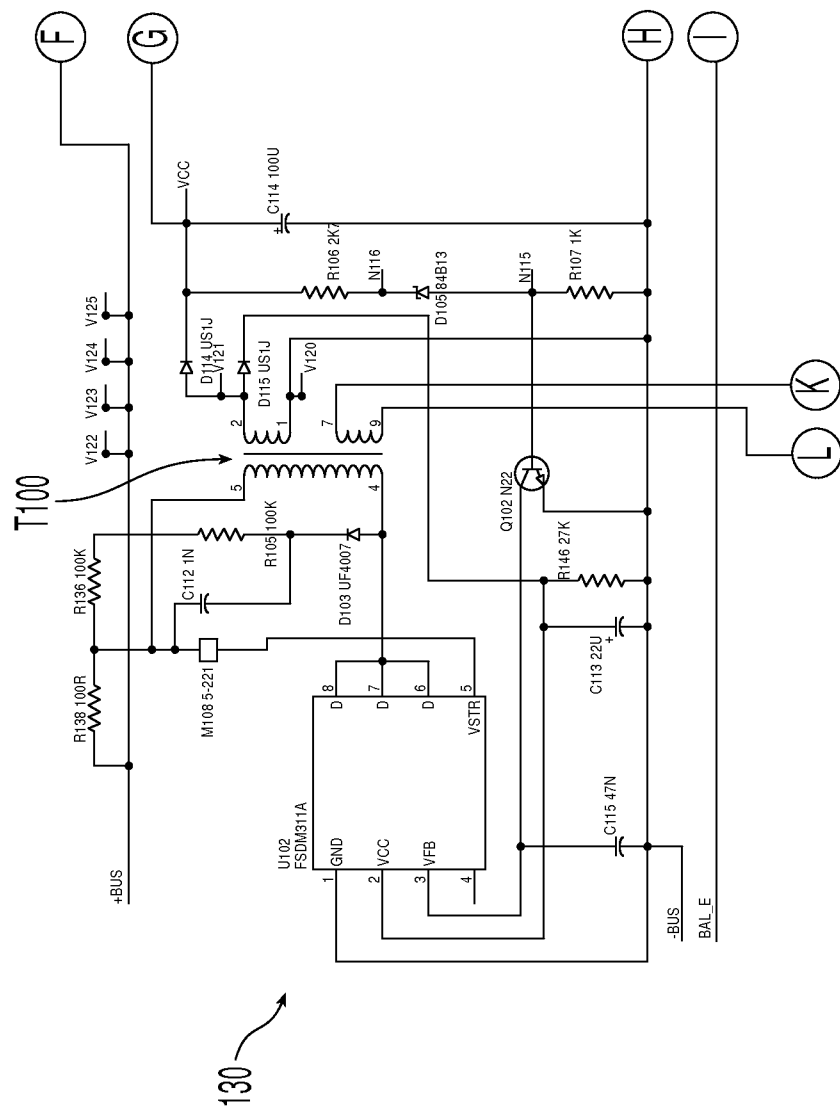 F
G
H
I
K
L
T100
130
+BUS
V122
V123
V124
V125
R138 100R
R136 100K
M108 5-221
C112 1N
R105 100K
D103 UF4007
5
4
2
1
7
9
D114 US1J
V121
D115 US1J
V120
VCC
C114 100U
+
R106 2K7
N116
D105 84B13
N115
R107 1K
U102
FSDM311A
1
GND
2
VCC
3
VFB
4
8
D
7
D
6
D
5
VSTR
Q102 N22
R146 27K
C113 22U
+
C115 47N
-BUS
BAL_E